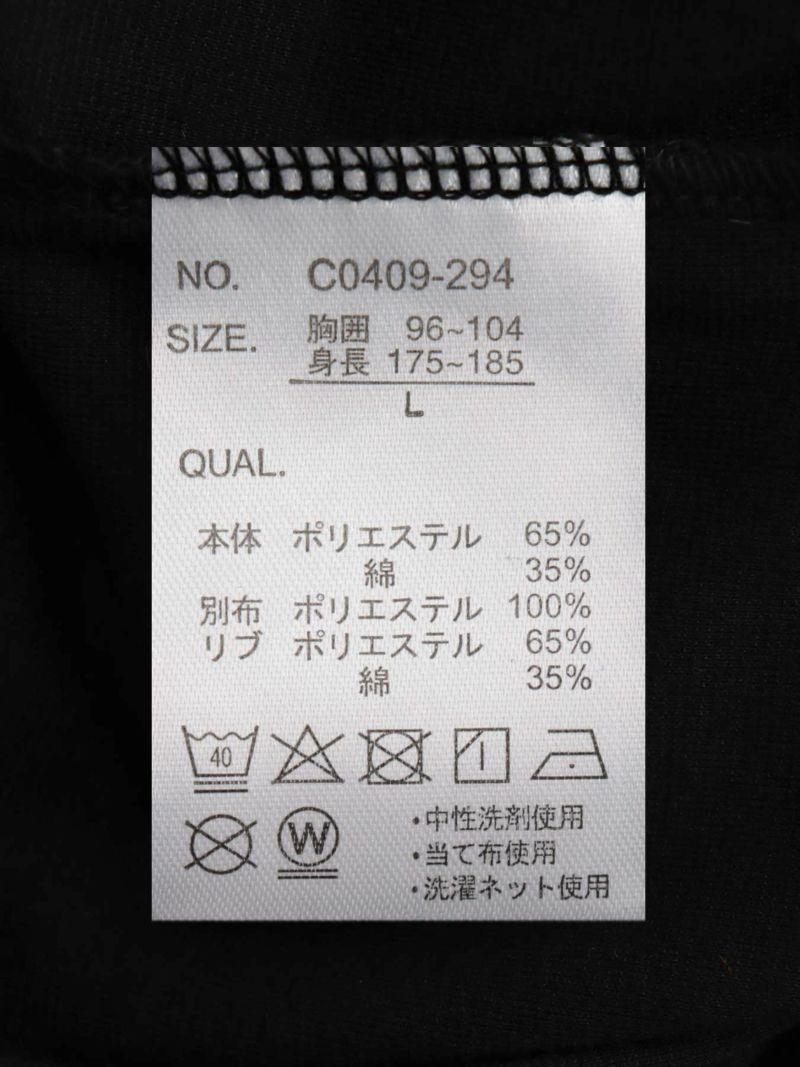 NO. C0409-294
SIZE. 胸囲 96~104
身長 175~185
L
QUAL.
本体 ポリエステル 65%
綿 35%
別布 ポリエステル 100%
リブ ポリエステル 65%
綿 35%
40
W
・中性洗剤使用
・当て布使用
・洗濯ネット使用